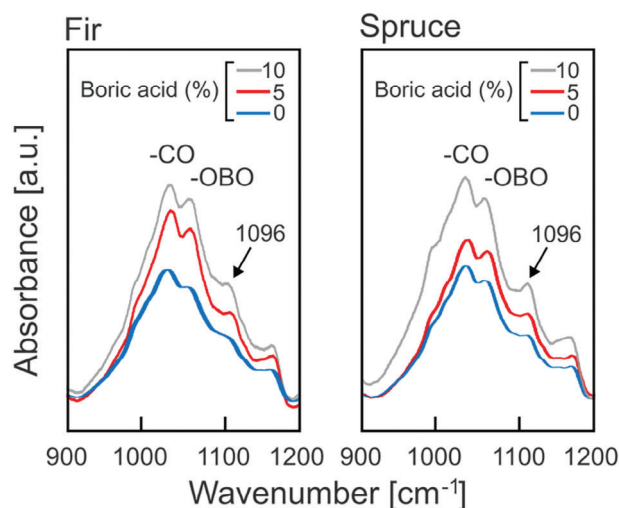 Fir
Spruce
Boric acid (%)
10
5
0
Boric acid (%)
10
5
0
-CO
-OBO
1096
-CO
-OBO
1096
Absorbance [a.u.]
900 1000 1100 1200
900 1000 1100 1200
Wavenumber [cm⁻¹]